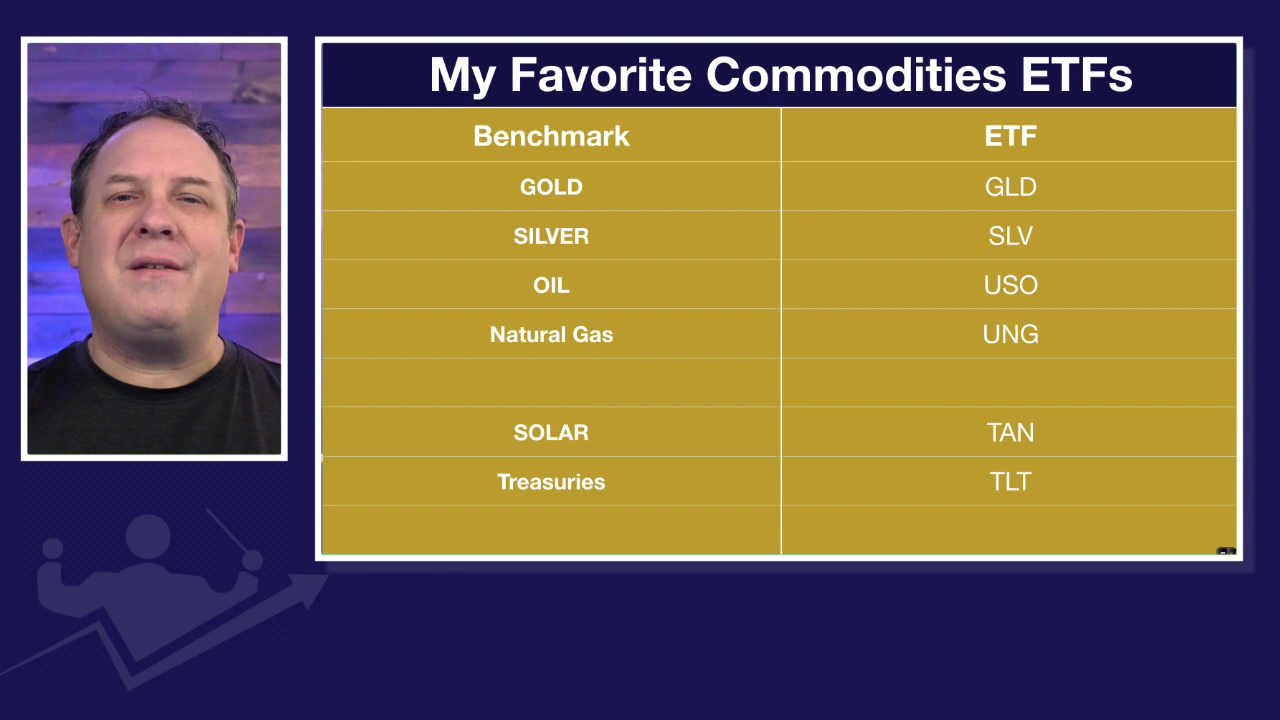 My Favorite Commodities ETFs
Benchmark ETF
GOLD GLD
SILVER SLV
OIL USO
Natural Gas UNG
SOLAR TAN
Treasuries TLT